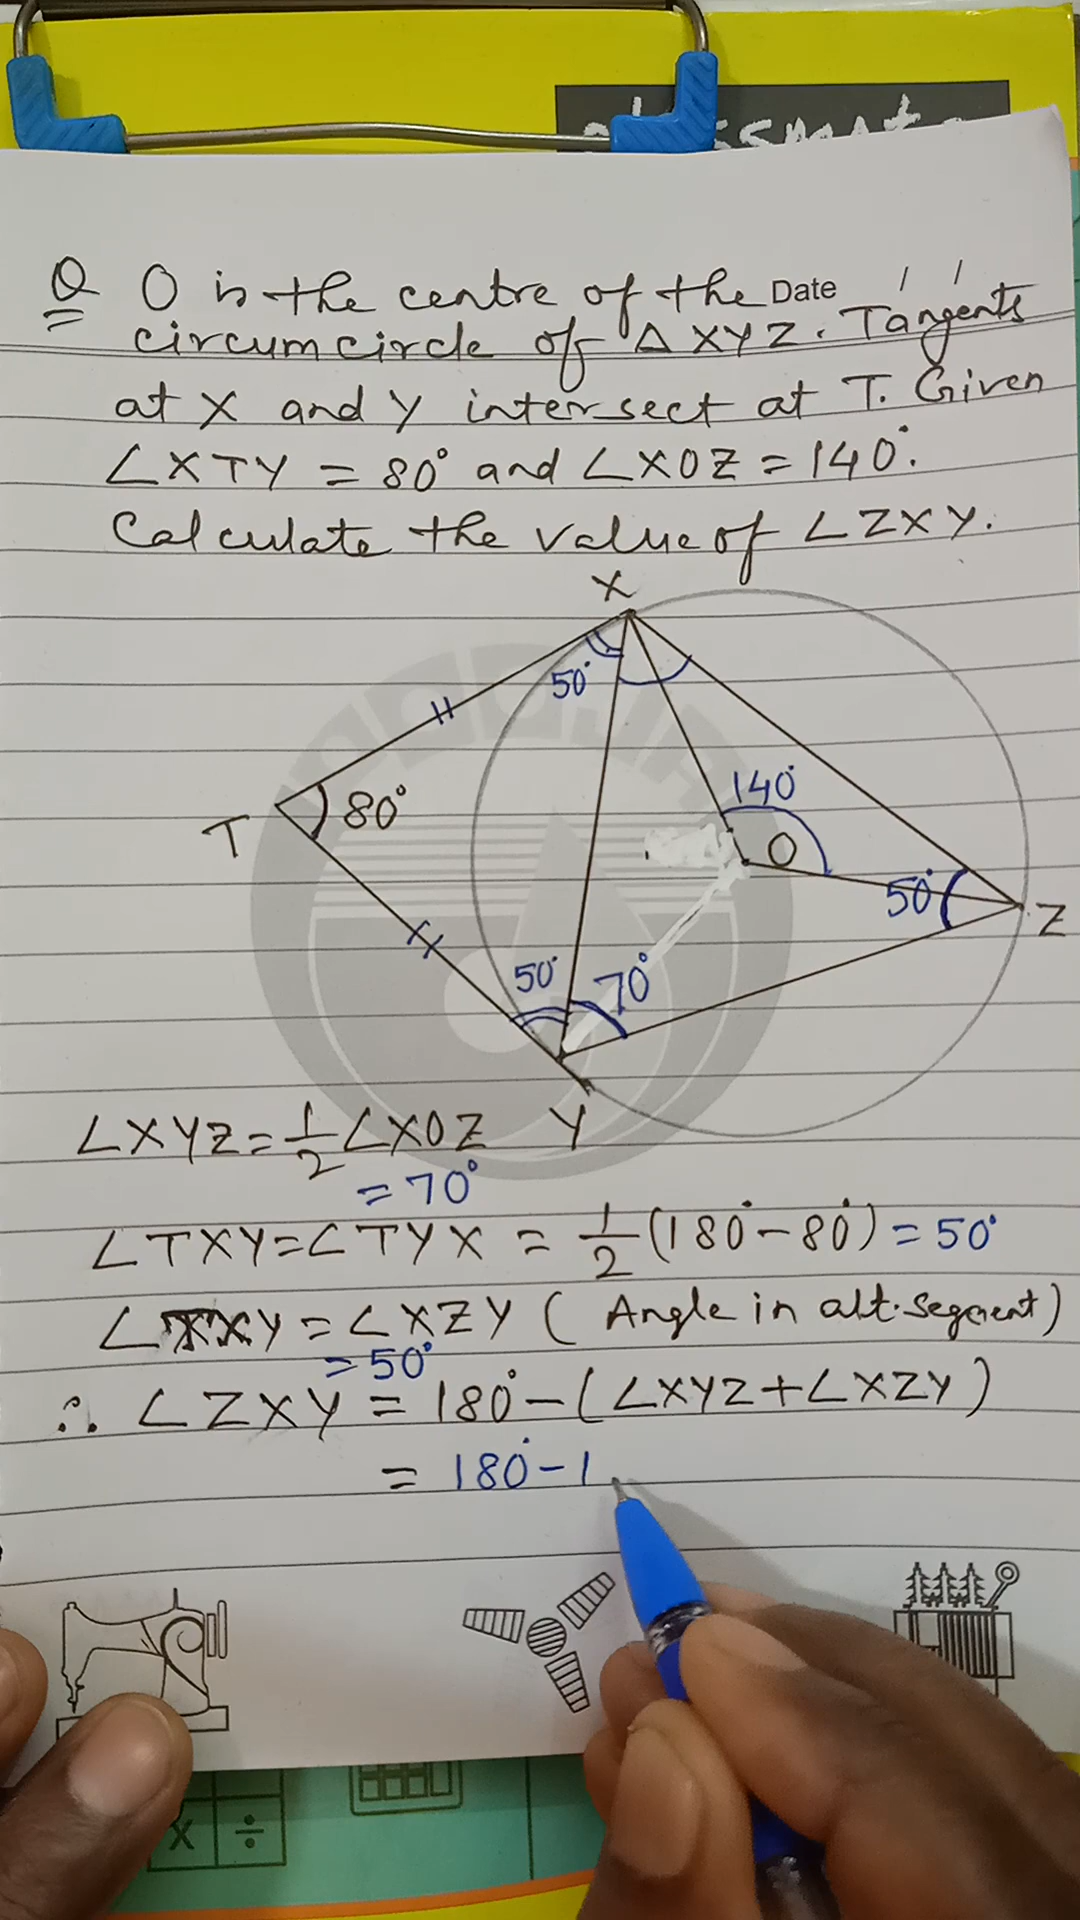 Q O is the centre of the Date / /
circumcircle of Δ XYZ. Tangents
at X and Y intersect at T. Given
∠XTY = 80° and ∠XOZ = 140°.
Calculate the value of ∠ZXY.
X
50°
140°
T
80°
O
50°
Z
50°
70°
Y
∠XYZ = 1/2 ∠XOZ
= 70°
∠TXY = ∠TYX = 1/2 (180° - 80°) = 50°
∠TXY = ∠XZY ( Angle in alt. segment)
= 50°
∴ ∠ZXY = 180° - (∠XYZ + ∠XZY)
= 180° - 1
X ÷